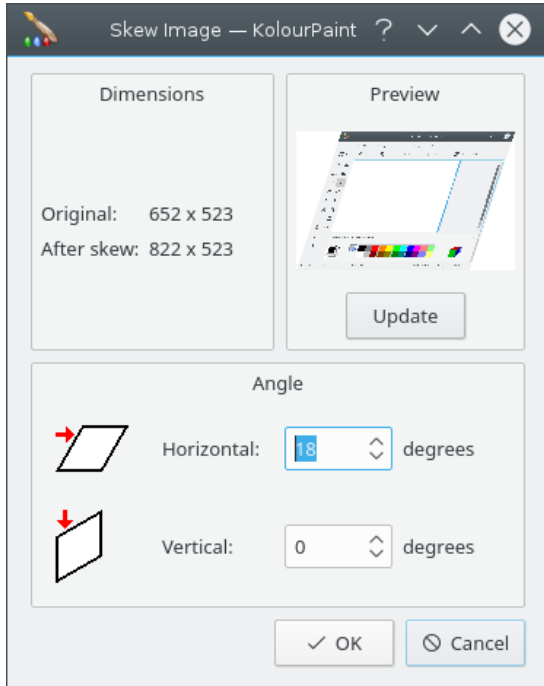 Skew Image — KolourPaint
Dimensions
Original: 652 x 523
After skew: 822 x 523
Preview
Update
Angle
Horizontal: 18 degrees
Vertical: 0 degrees
OK
Cancel